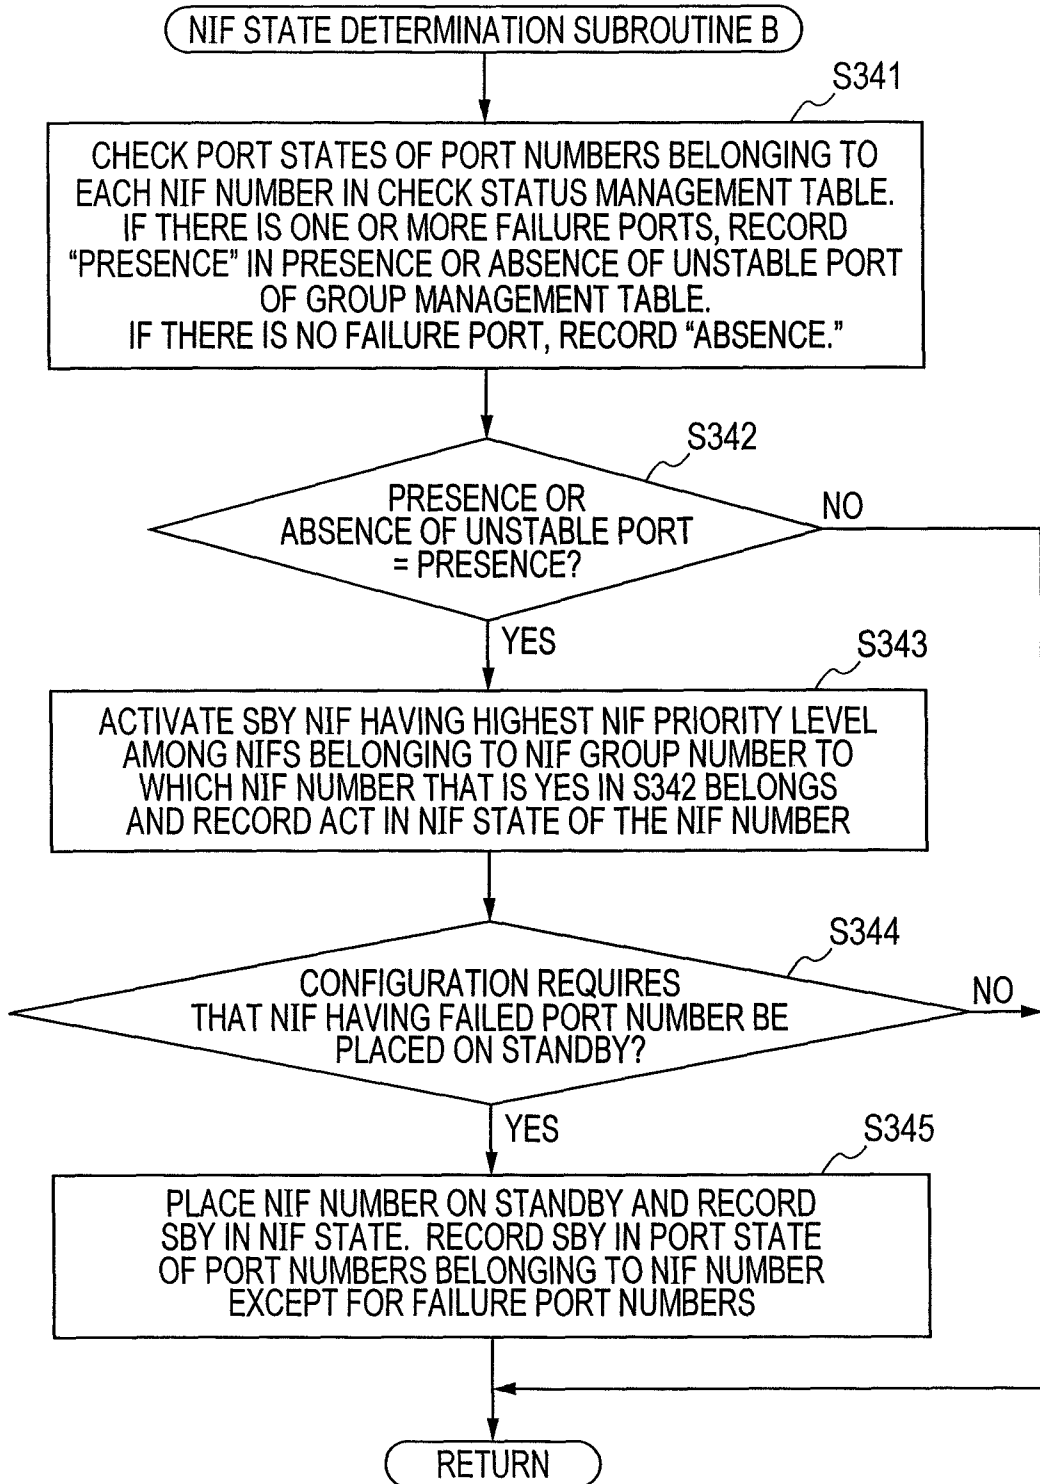 NIF STATE DETERMINATION SUBROUTINE B
S341
CHECK PORT STATES OF PORT NUMBERS BELONGING TO
EACH NIF NUMBER IN CHECK STATUS MANAGEMENT TABLE.
IF THERE IS ONE OR MORE FAILURE PORTS, RECORD
“PRESENCE” IN PRESENCE OR ABSENCE OF UNSTABLE PORT
OF GROUP MANAGEMENT TABLE.
IF THERE IS NO FAILURE PORT, RECORD “ABSENCE.”
S342
PRESENCE OR
ABSENCE OF UNSTABLE PORT
= PRESENCE?
NO
YES
S343
ACTIVATE SBY NIF HAVING HIGHEST NIF PRIORITY LEVEL
AMONG NIFS BELONGING TO NIF GROUP NUMBER TO
WHICH NIF NUMBER THAT IS YES IN S342 BELONGS
AND RECORD ACT IN NIF STATE OF THE NIF NUMBER
S344
CONFIGURATION REQUIRES
THAT NIF HAVING FAILED PORT NUMBER BE
PLACED ON STANDBY?
NO
YES
S345
PLACE NIF NUMBER ON STANDBY AND RECORD
SBY IN NIF STATE. RECORD SBY IN PORT STATE
OF PORT NUMBERS BELONGING TO NIF NUMBER
EXCEPT FOR FAILURE PORT NUMBERS
RETURN